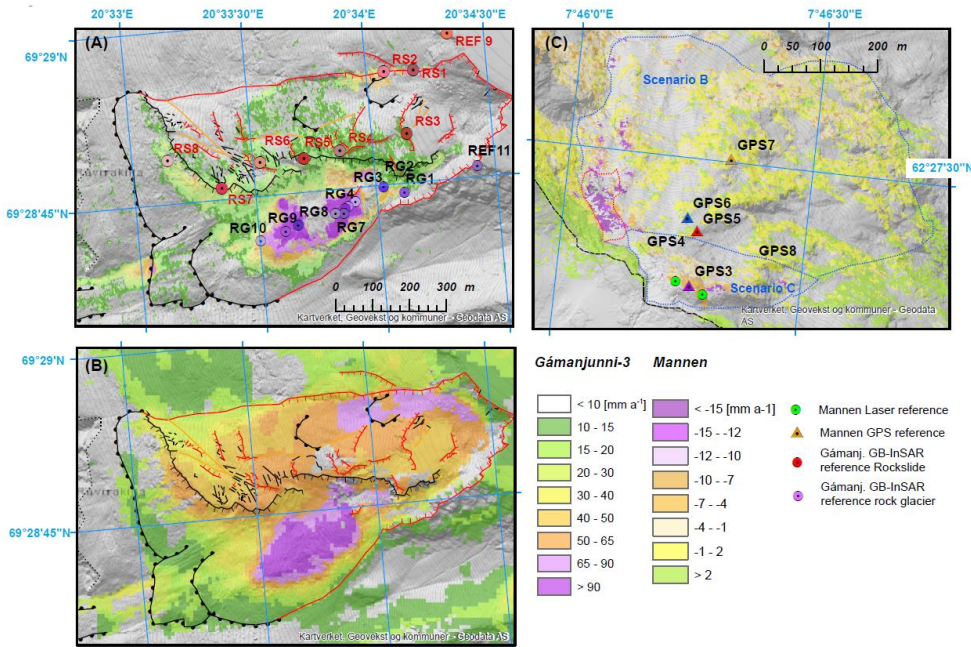 20°33'E 20°33'30"E 20°34'E 20°34'30"E
7°46'0"E 7°46'30"E
(A)
REF 9
RS2
RS1
69°29'N
RS3
RS4
RS5
RS6
RS8
RS7
REF11
RG2
RG1
RG3
RG4
RG8
RG9
RG7
RG10
69°28'45"N
0 50 100 200 300 400 m
Kartverket, Geovekst og kommuner - Geodata AS
(C)
0 50 100 200 m
Scenario B
GPS7
62°27'30"N
GPS6
GPS5
GPS4
GPS8
GPS3
Scenario C
Kartverket, Geovekst og kommuner - Geodata
AS
(B)
69°29'N
69°28'45"N
Kartverket, Geovekst og kommuner - Geodata AS
Gámanjunni-3 Mannen
< 10 [mm a⁻¹]
10 - 15
15 - 20
20 - 30
30 - 40
40 - 50
50 - 65
65 - 90
> 90
< -15 [mm a-1]
-15 - -12
-12 - -10
-10 - -7
-7 - -4
-4 - -1
-1 - 2
> 2
Mannen Laser reference
Mannen GPS reference
Gámanj. GB-InSAR
reference Rockslide
Gámanj. GB-InSAR
reference rock glacier